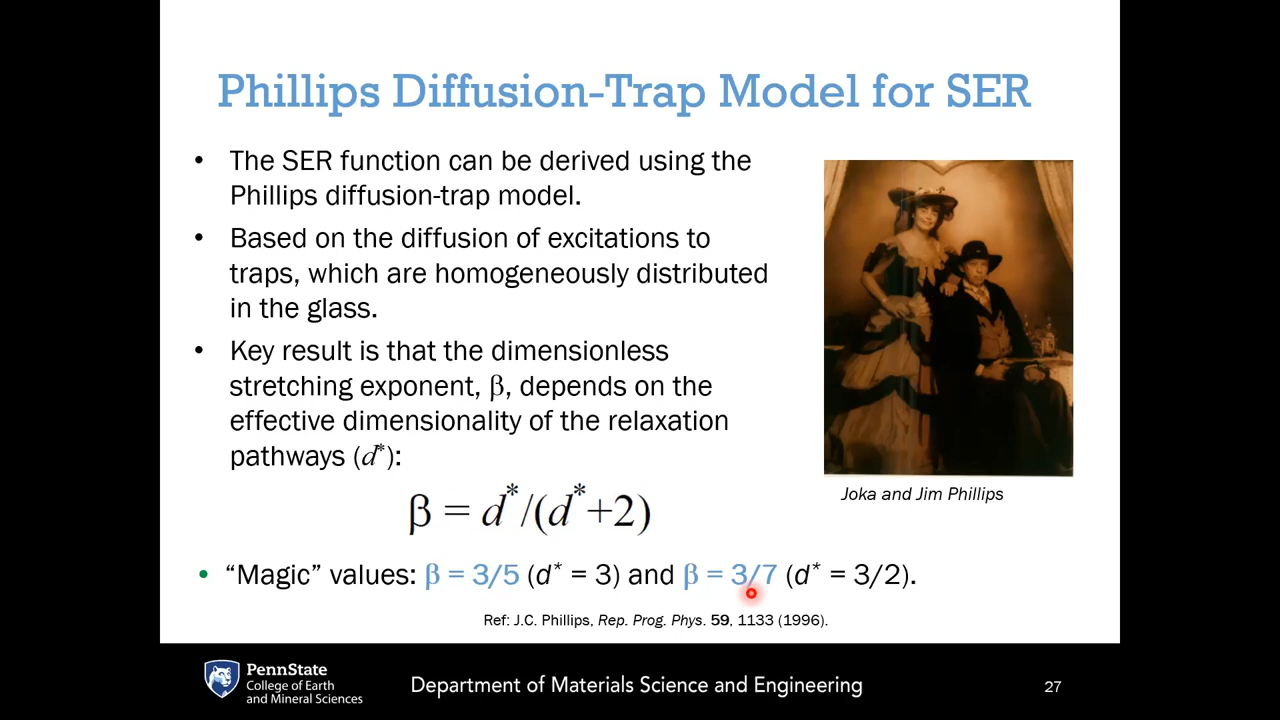 Phillips Diffusion-Trap Model for SER
• The SER function can be derived using the
Phillips diffusion-trap model.
• Based on the diffusion of excitations to
traps, which are homogeneously distributed
in the glass.
• Key result is that the dimensionless
stretching exponent, β, depends on the
effective dimensionality of the relaxation
pathways (d*):
β = d*/(d*+2)
• “Magic” values: β = 3/5 (d* = 3) and β = 3/7 (d* = 3/2).
Joka and Jim Phillips
Ref: J.C. Phillips, Rep. Prog. Phys. 59, 1133 (1996).
PennState
College of Earth
and Mineral Sciences
Department of Materials Science and Engineering
27